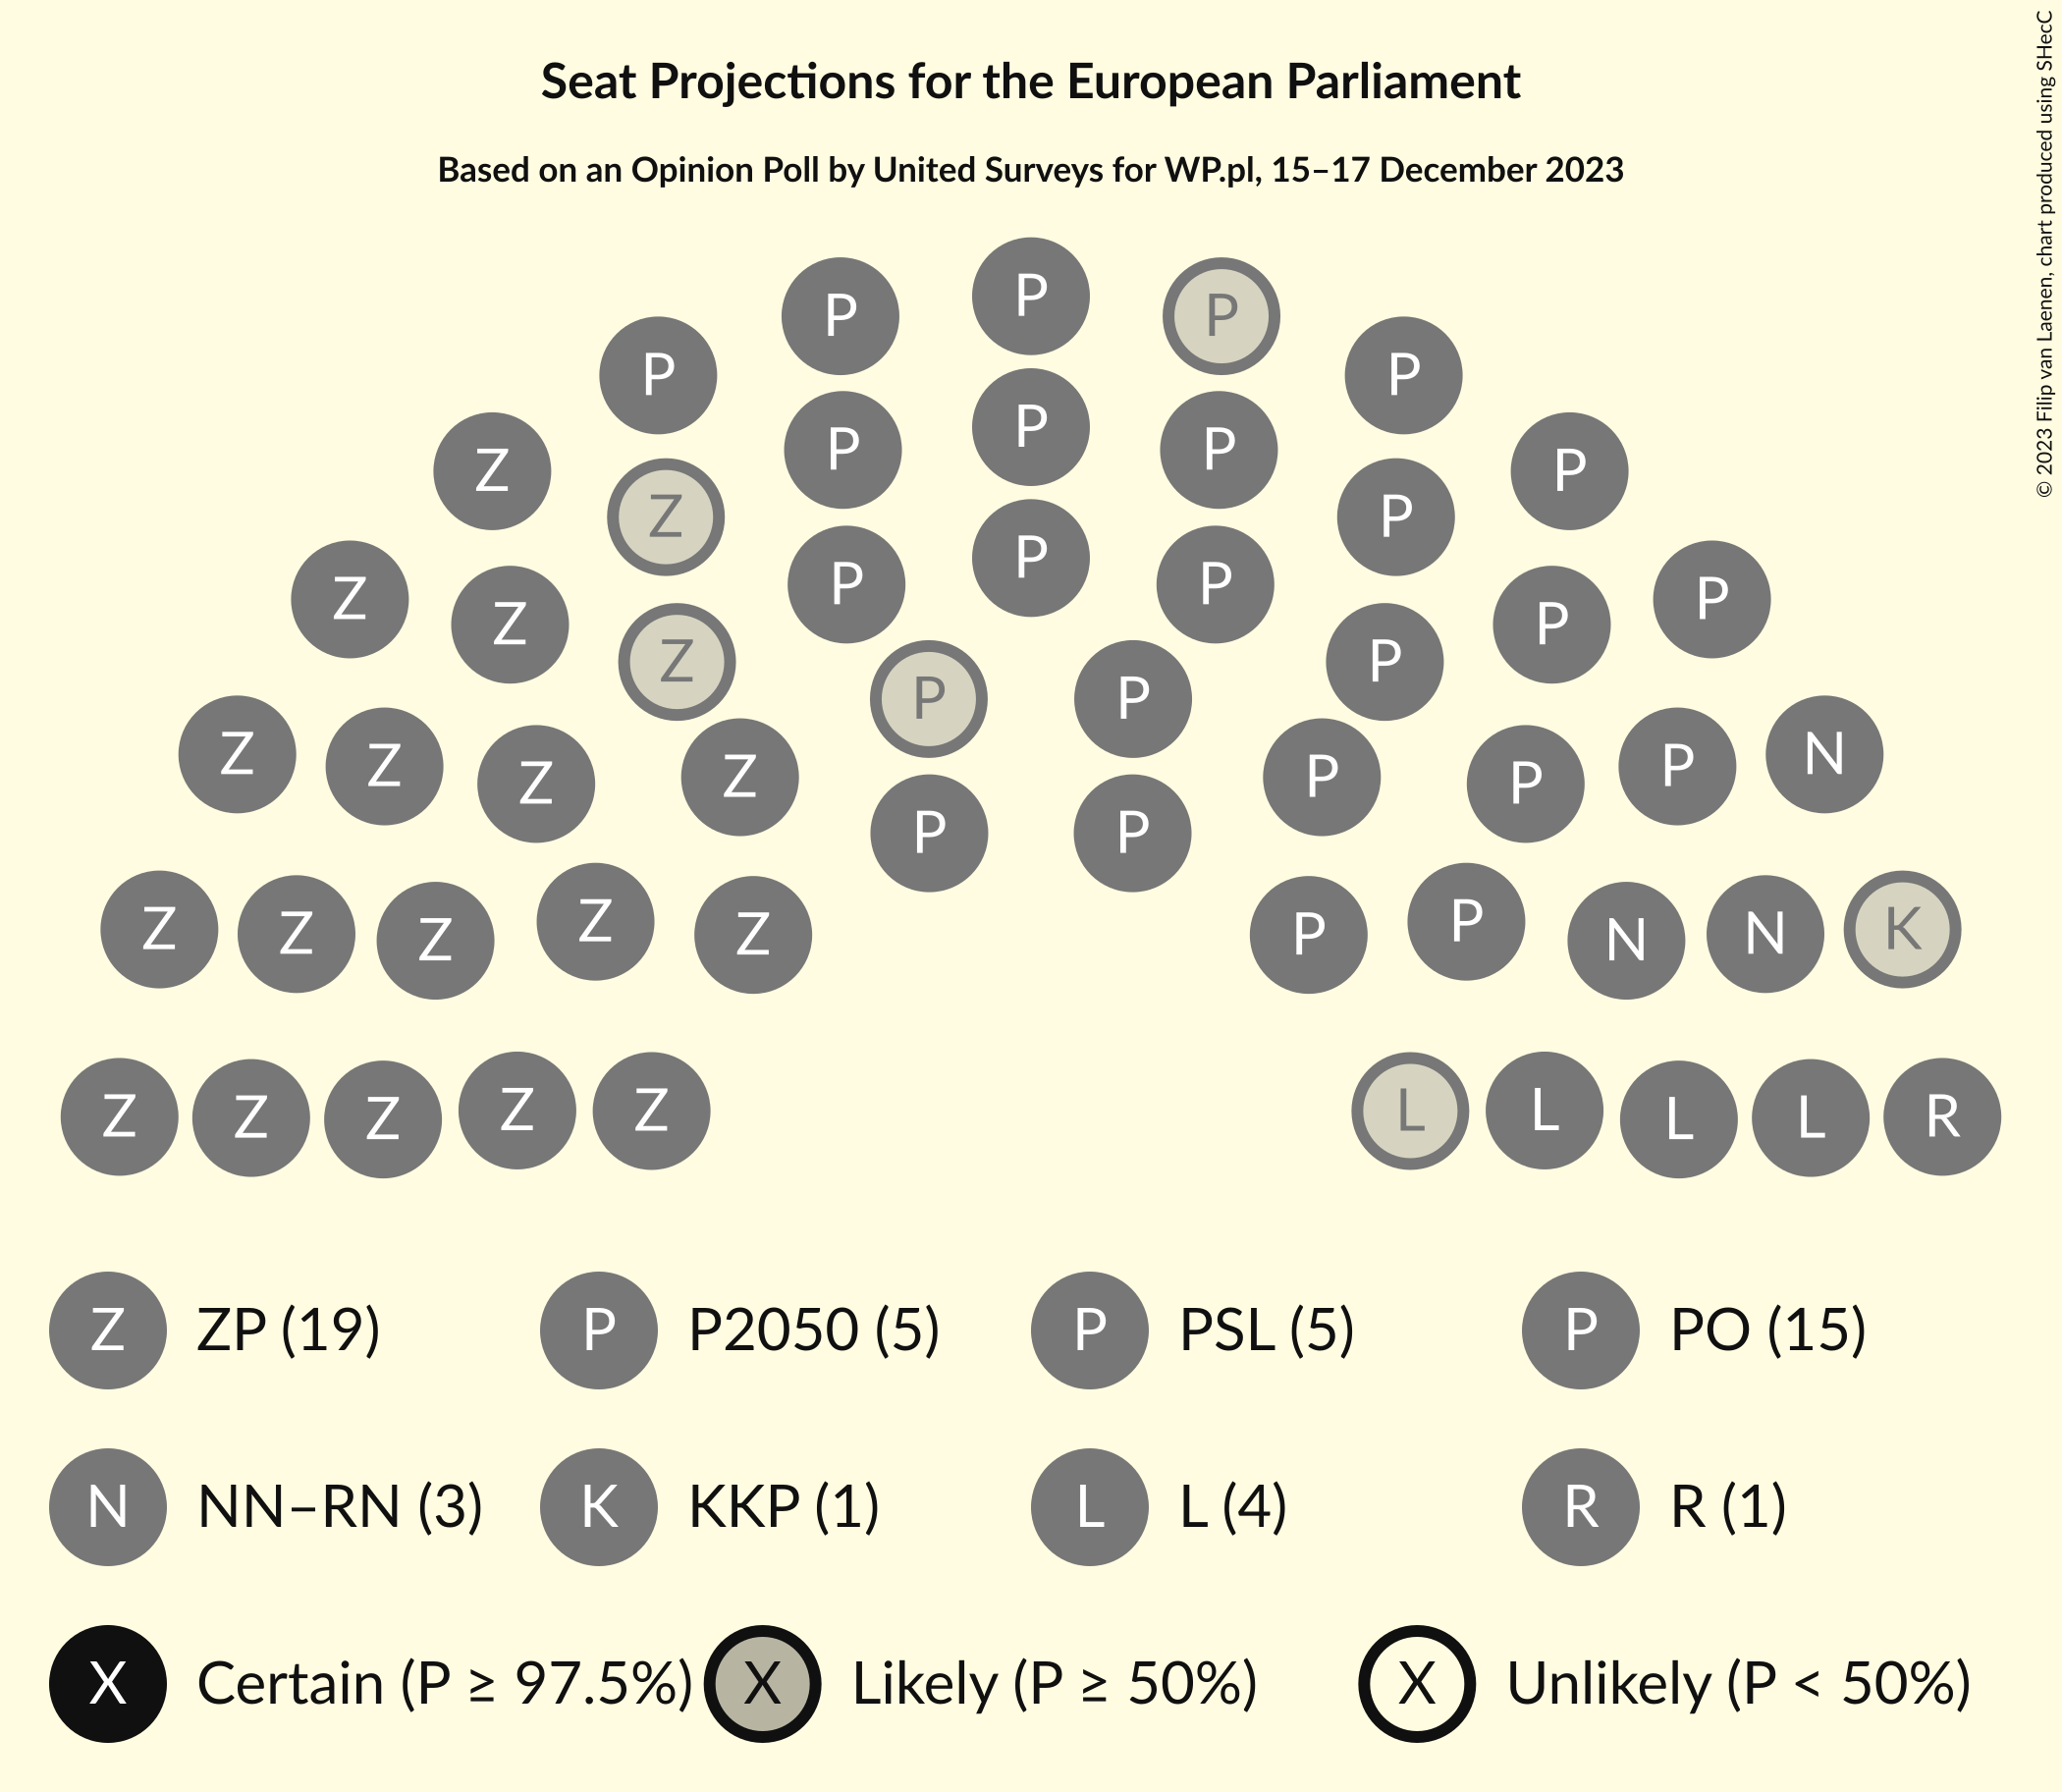 Seat Projections for the European Parliament
Based on an Opinion Poll by United Surveys for WP.pl, 15–17 December 2023
© 2023 Filip van Laenen, chart produced using SHecC
P
P P
P P
Z P
P
P P
Z P
P
P P
Z Z P P
Z P P
Z P
P P
Z Z Z Z P P P N
P P
Z Z Z Z Z P P N N K
Z Z Z Z Z L L L L R
Z ZP (19) P P2050 (5) P PSL (5) P PO (15)
N NN–RN (3) K KKP (1) L L (4) R R (1)
X Certain (P ≥ 97.5%) X Likely (P ≥ 50%) X Unlikely (P < 50%)